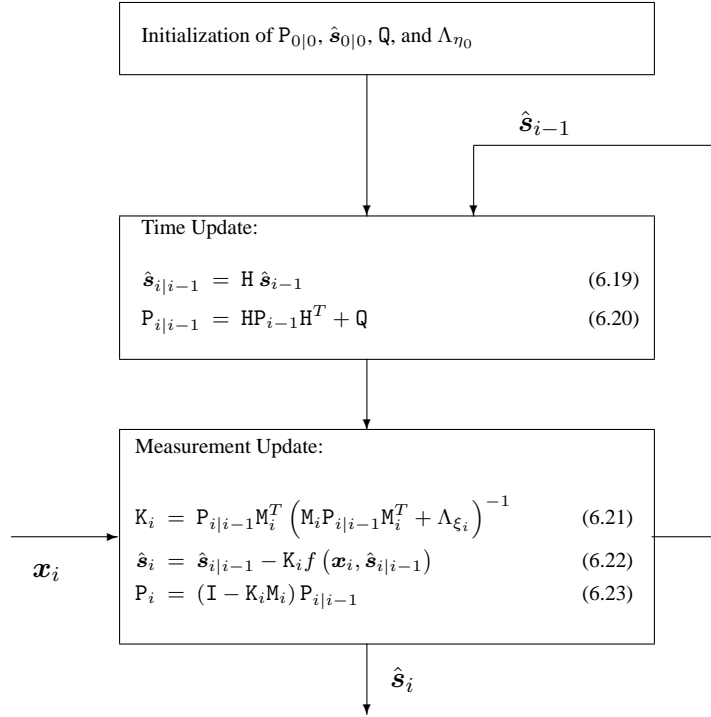 Initialization of P_{0|0}, ŝ_{0|0}, Q, and Λ_{η_0}
ŝ_{i−1}
Time Update:
ŝ_{i|i−1} = H ŝ_{i−1} (6.19)
P_{i|i−1} = HP_{i−1}H^T + Q (6.20)
Measurement Update:
K_i = P_{i|i−1}M_i^T (M_iP_{i|i−1}M_i^T + Λ_{ξ_i})^{−1} (6.21)
ŝ_i = ŝ_{i|i−1} − K_i f (x_i, ŝ_{i|i−1}) (6.22)
x_i
P_i = (I − K_iM_i) P_{i|i−1} (6.23)
ŝ_i